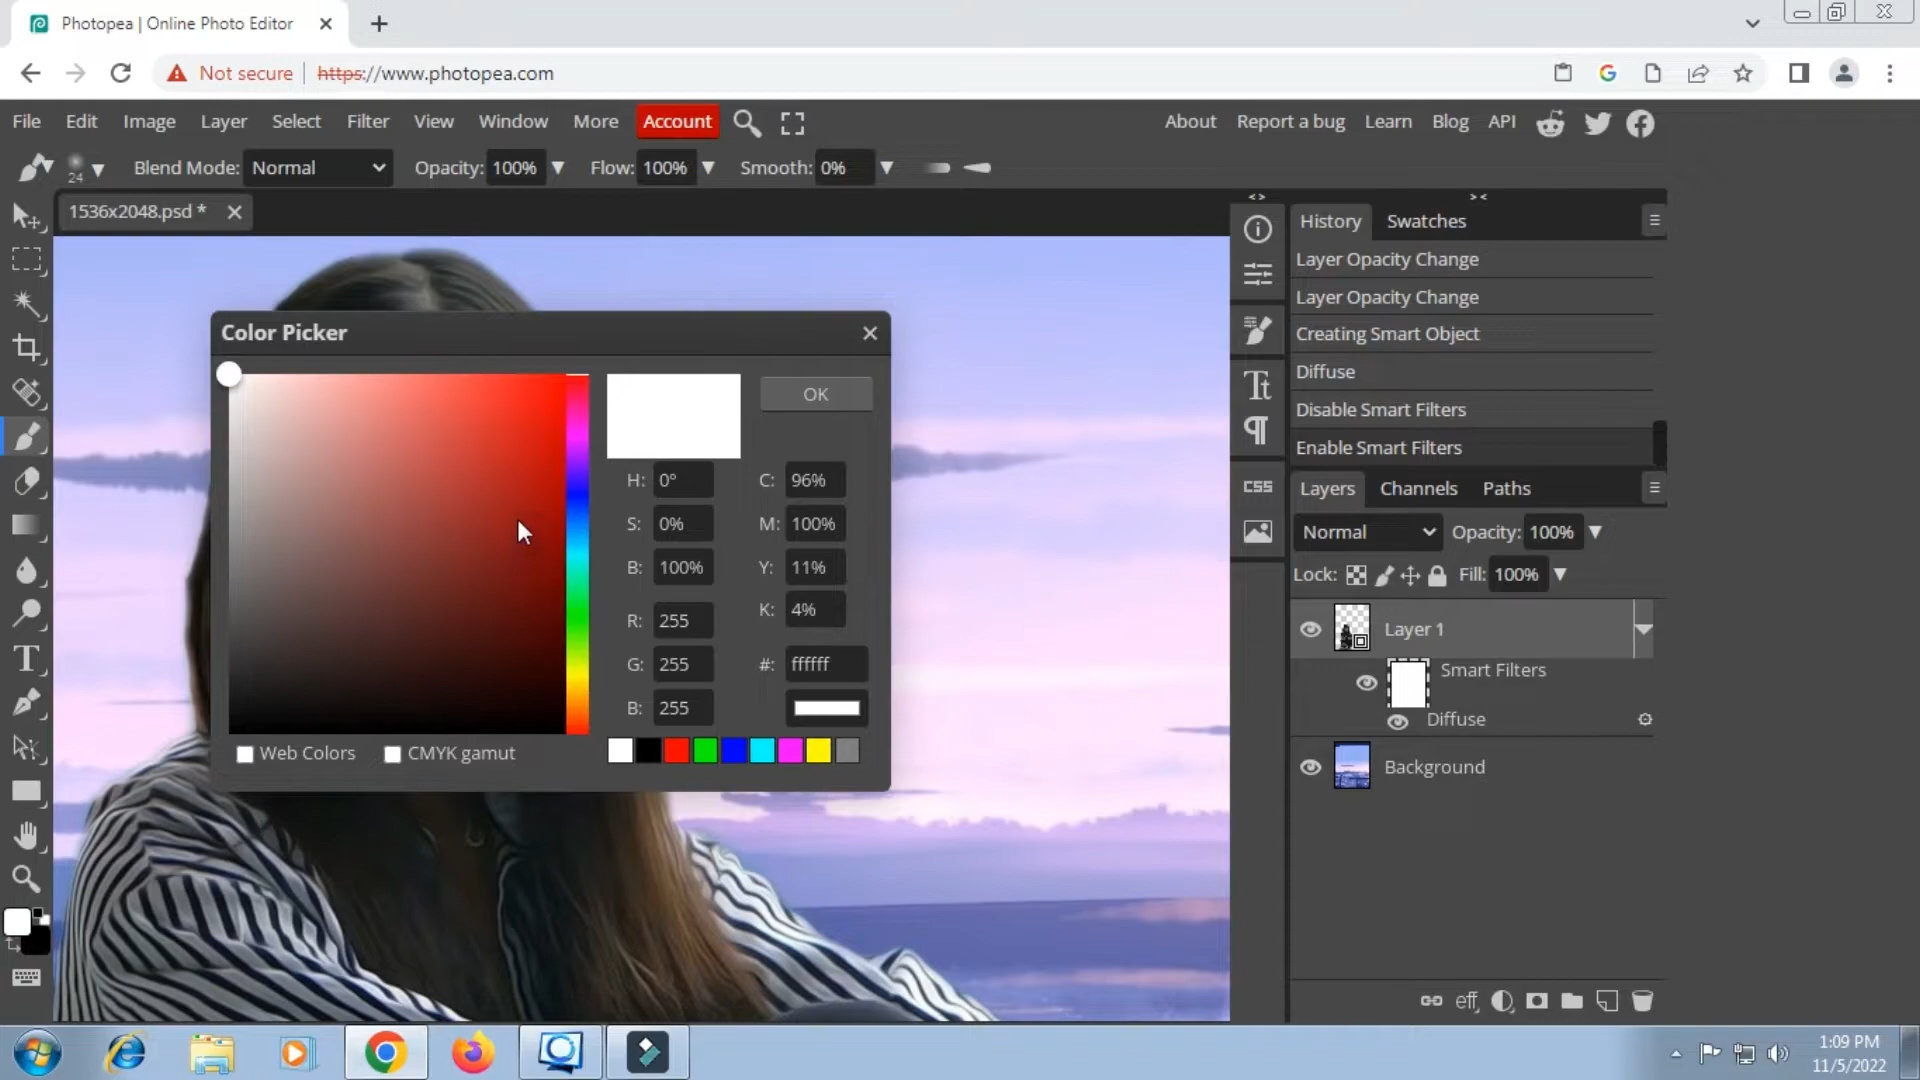 Photopea | Online Photo Editor
Not secure https://www.photopea.com
File Edit Image Layer Select Filter View Window More Account About Report a bug Learn Blog API
24 Blend Mode: Normal Opacity: 100% Flow: 100% Smooth: 0%
1536x2048.psd *
< > > <
History Swatches
Layer Opacity Change
Layer Opacity Change
Creating Smart Object
Diffuse
Disable Smart Filters
Enable Smart Filters
CSS
Layers Channels Paths
Normal Opacity: 100%
Lock: Fill: 100%
Layer 1
Smart Filters
Diffuse
Background
eff
Color Picker
OK
H: 0° C: 96%
S: 0% M: 100%
B: 100% Y: 11%
K: 4%
R: 255
G: 255 #: ffffff
B: 255
Web Colors CMYK gamut
1:09 PM
11/5/2022